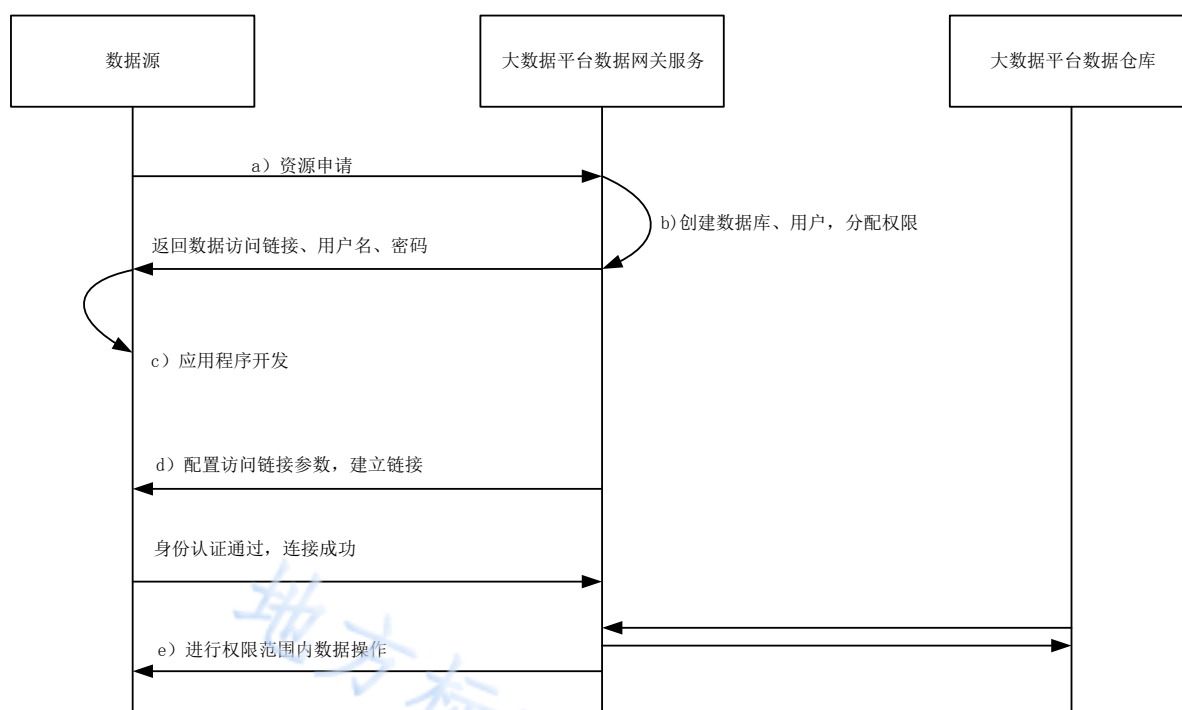 数据源
大数据平台数据网关服务
大数据平台数据仓库
a）资源申请
b)创建数据库、用户，分配权限
返回数据访问链接、用户名、密码
c）应用程序开发
d）配置访问链接参数，建立链接
身份认证通过，连接成功
e）进行权限范围内数据操作
地方标